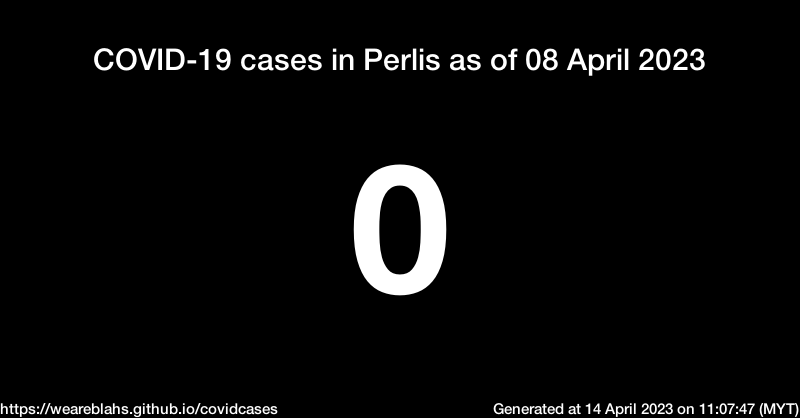 COVID-19 cases in Perlis as of 08 April 2023
0
https://weareblahs.github.io/covidcases
Generated at 14 April 2023 on 11:07:47 (MYT)